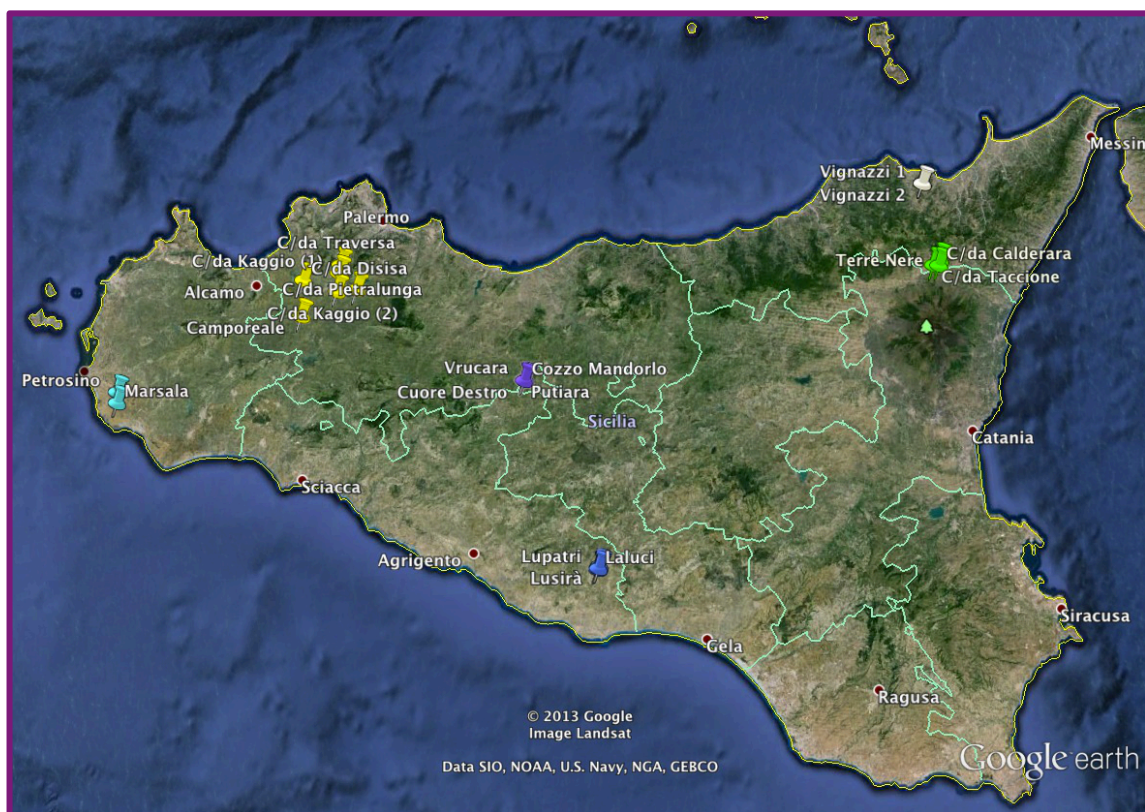 Messin
Vignazzi 1
Vignazzi 2
Palermo
C/da Traversa
C/da Kaggio (1)
C/da Disisa
Terre Nere
C/da Calderara
C/da Taccione
Alcamo
C/da Pietralunga
C/da Kaggio (2)
Camporeale
Petrosino
Marsala
Vrucara
Cozzo Mandorlo
Cuore Destro
Putiara
Sicilia
Catania
Sciacca
Agrigento
Lupatri
Laluci
Lusirà
Siracusa
Gela
Ragusa
© 2013 Google
Image Landsat
Data SIO, NOAA, U.S. Navy, NGA, GEBCO
Google earth